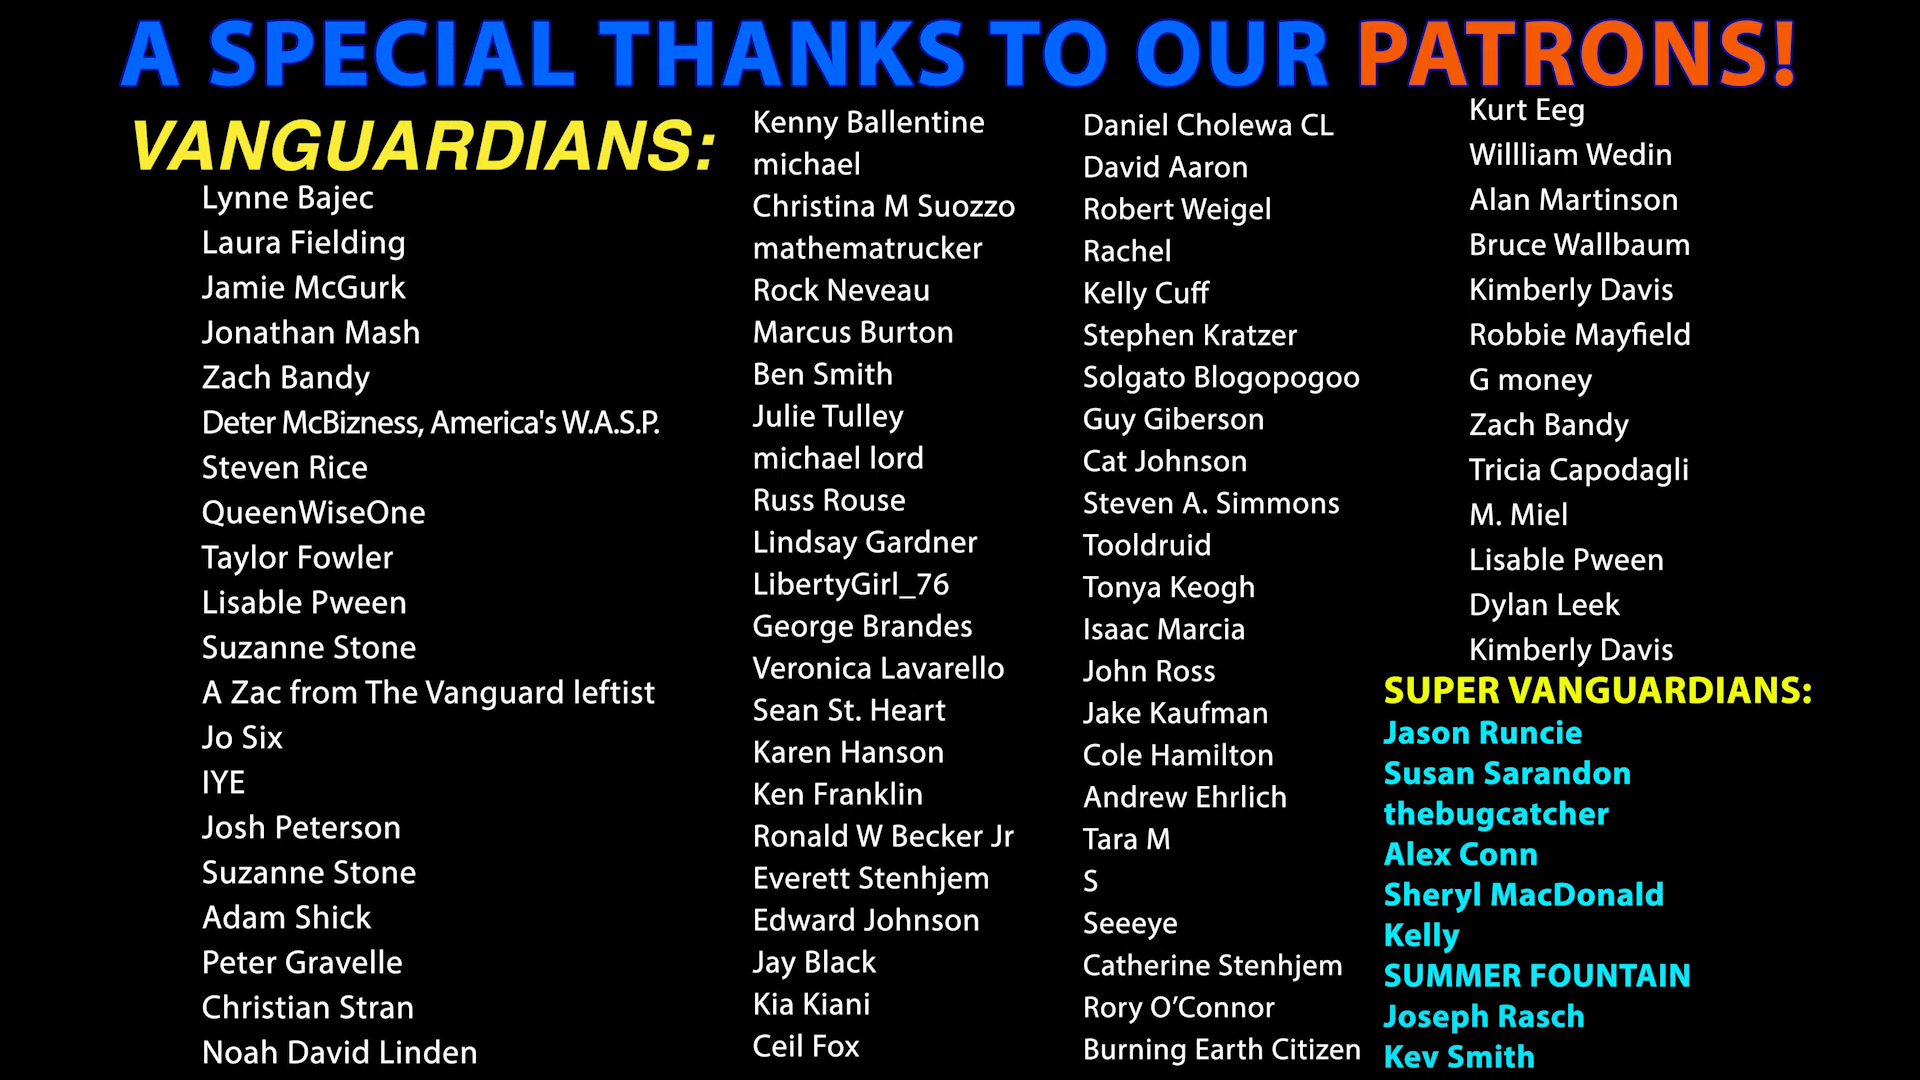 A SPECIAL THANKS TO OUR PATRONS!
VANGUARDIANS:
Lynne Bajec
Laura Fielding
Jamie McGurk
Jonathan Mash
Zach Bandy
Deter McBizness, America's W.A.S.P.
Steven Rice
QueenWiseOne
Taylor Fowler
Lisable Pween
Suzanne Stone
A Zac from The Vanguard leftist
Jo Six
IYE
Josh Peterson
Suzanne Stone
Adam Shick
Peter Gravelle
Christian Stran
Noah David Linden
Kenny Ballentine
michael
Christina M Suozzo
mathematrucker
Rock Neveau
Marcus Burton
Ben Smith
Julie Tulley
michael lord
Russ Rouse
Lindsay Gardner
LibertyGirl_76
George Brandes
Veronica Lavarello
Sean St. Heart
Karen Hanson
Ken Franklin
Ronald W Becker Jr
Everett Stenhjem
Edward Johnson
Jay Black
Kia Kiani
Ceil Fox
Daniel Cholewa CL
David Aaron
Robert Weigel
Rachel
Kelly Cuff
Stephen Kratzer
Solgato Blogopogoo
Guy Giberson
Cat Johnson
Steven A. Simmons
Tooldruid
Tonya Keogh
Isaac Marcia
John Ross
Jake Kaufman
Cole Hamilton
Andrew Ehrlich
Tara M
S
Seeeye
Catherine Stenhjem
Rory O’Connor
Burning Earth Citizen
Kurt Eeg
Willliam Wedin
Alan Martinson
Bruce Wallbaum
Kimberly Davis
Robbie Mayfield
G money
Zach Bandy
Tricia Capodagli
M. Miel
Lisable Pween
Dylan Leek
Kimberly Davis
SUPER VANGUARDIANS:
Jason Runcie
Susan Sarandon
thebugcatcher
Alex Conn
Sheryl MacDonald
Kelly
SUMMER FOUNTAIN
Joseph Rasch
Kev Smith